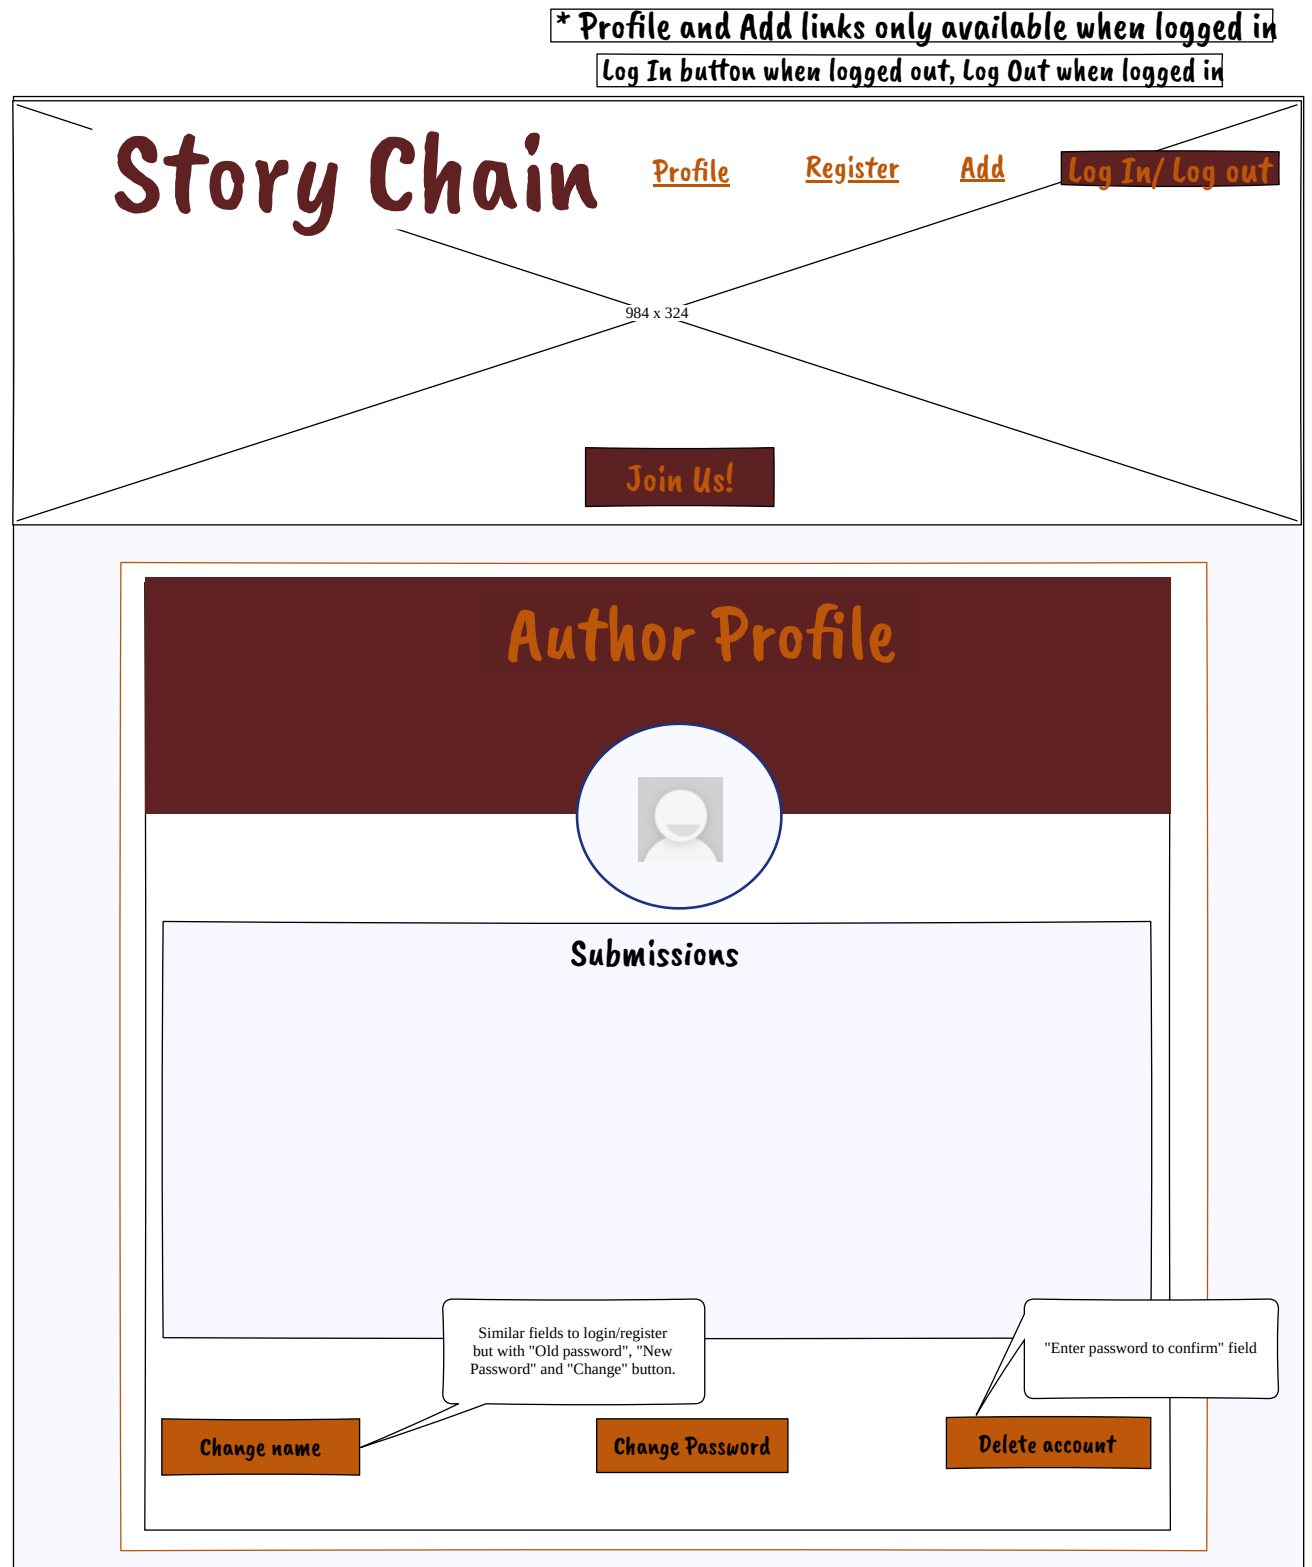 * Profile and Add links only available when logged in
Log In button when logged out, Log Out when logged in
Story Chain
Profile
Register
Add
Log In/ Log out
984 x 324
Join Us!
Author Profile
Submissions
Similar fields to login/register
but with "Old password", "New
Password" and "Change" button.
"Enter password to confirm" field
Change name
Change Password
Delete account